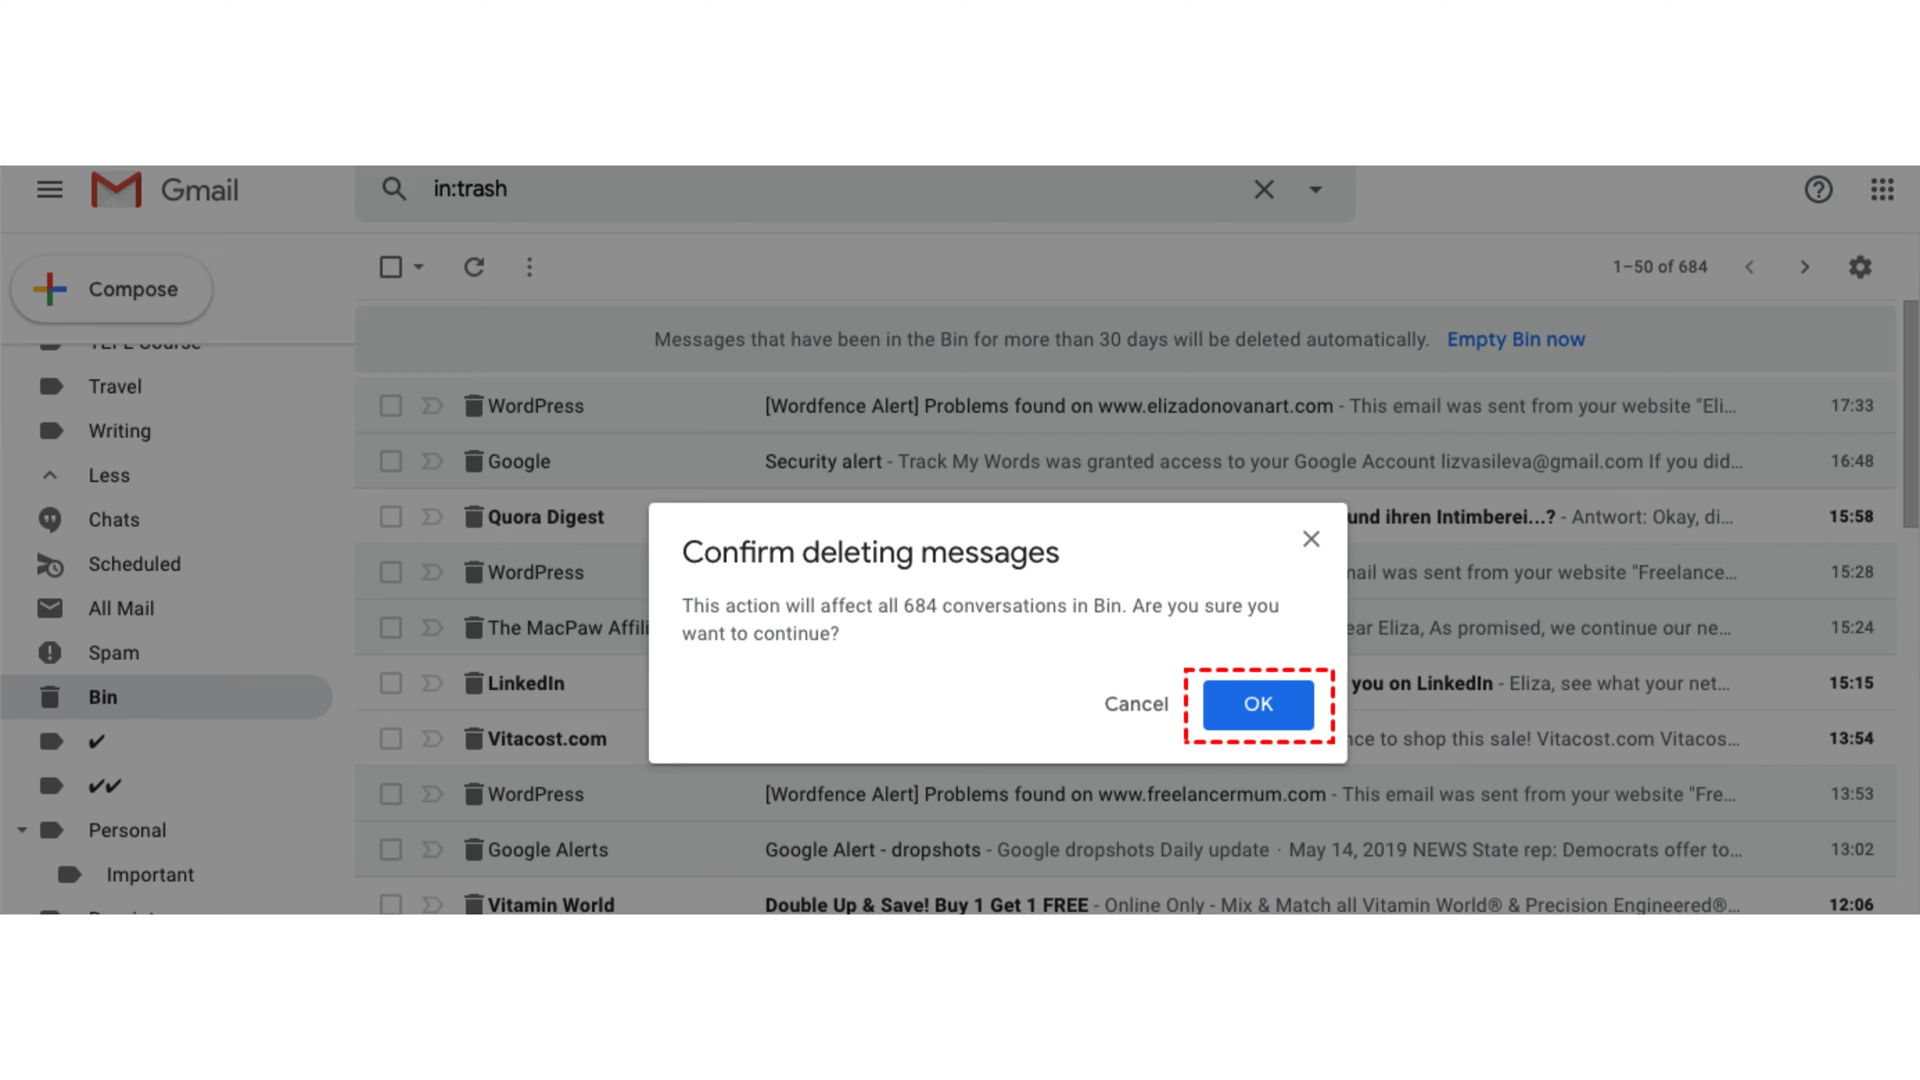 Gmail
in:trash
Compose
1–50 of 684
Messages that have been in the Bin for more than 30 days will be deleted automatically. Empty Bin now
Travel
Writing
Less
Chats
Scheduled
All Mail
Spam
Bin
✔
✔✔
Personal
Important
WordPress [Wordfence Alert] Problems found on www.elizadonovanart.com - This email was sent from your website "Eli... 17:33
Google Security alert - Track My Words was granted access to your Google Account lizvasileva@gmail.com If you did... 16:48
Quora Digest und ihren Intimberei...? - Antwort: Okay, di... 15:58
WordPress mail was sent from your website "Freelance... 15:28
The MacPaw Affili ear Eliza, As promised, we continue our ne... 15:24
LinkedIn you on LinkedIn - Eliza, see what your net... 15:15
Vitacost.com nce to shop this sale! Vitacost.com Vitacos... 13:54
WordPress [Wordfence Alert] Problems found on www.freelancermum.com - This email was sent from your website "Fre... 13:53
Google Alerts Google Alert - dropshots - Google dropshots Daily update · May 14, 2019 NEWS State rep: Democrats offer to... 13:02
Vitamin World Double Up & Save! Buy 1 Get 1 FREE - Online Only - Mix & Match all Vitamin World® & Precision Engineered®... 12:06
Confirm deleting messages
This action will affect all 684 conversations in Bin. Are you sure you
want to continue?
Cancel
OK